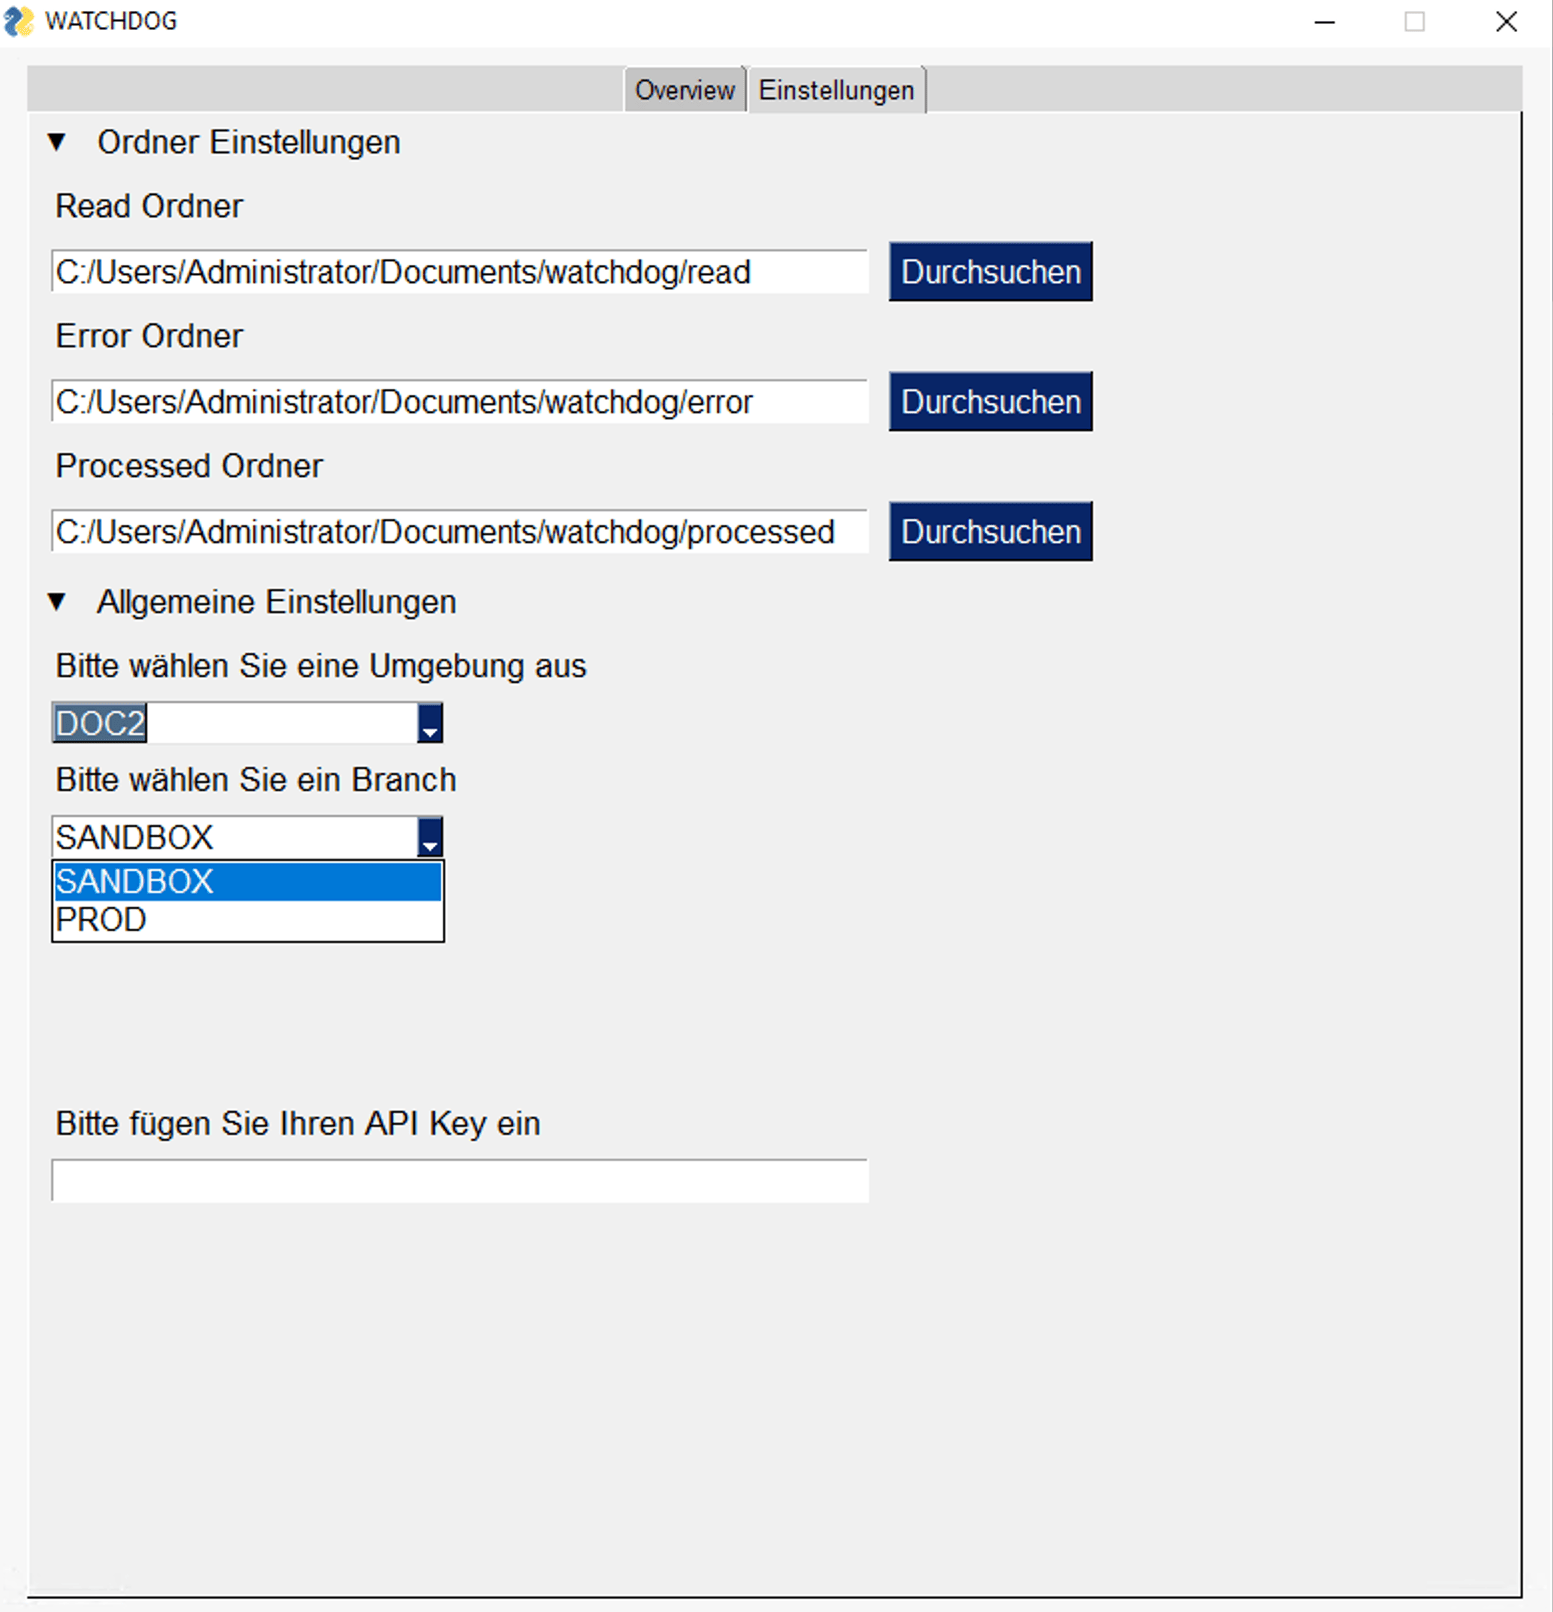 WATCHDOG
Overview Einstellungen
▼ Ordner Einstellungen
Read Ordner
C:/Users/Administrator/Documents/watchdog/read Durchsuchen
Error Ordner
C:/Users/Administrator/Documents/watchdog/error Durchsuchen
Processed Ordner
C:/Users/Administrator/Documents/watchdog/processed Durchsuchen
▼ Allgemeine Einstellungen
Bitte wählen Sie eine Umgebung aus
DOC2
Bitte wählen Sie ein Branch
SANDBOX
SANDBOX
PROD
Bitte fügen Sie Ihren API Key ein